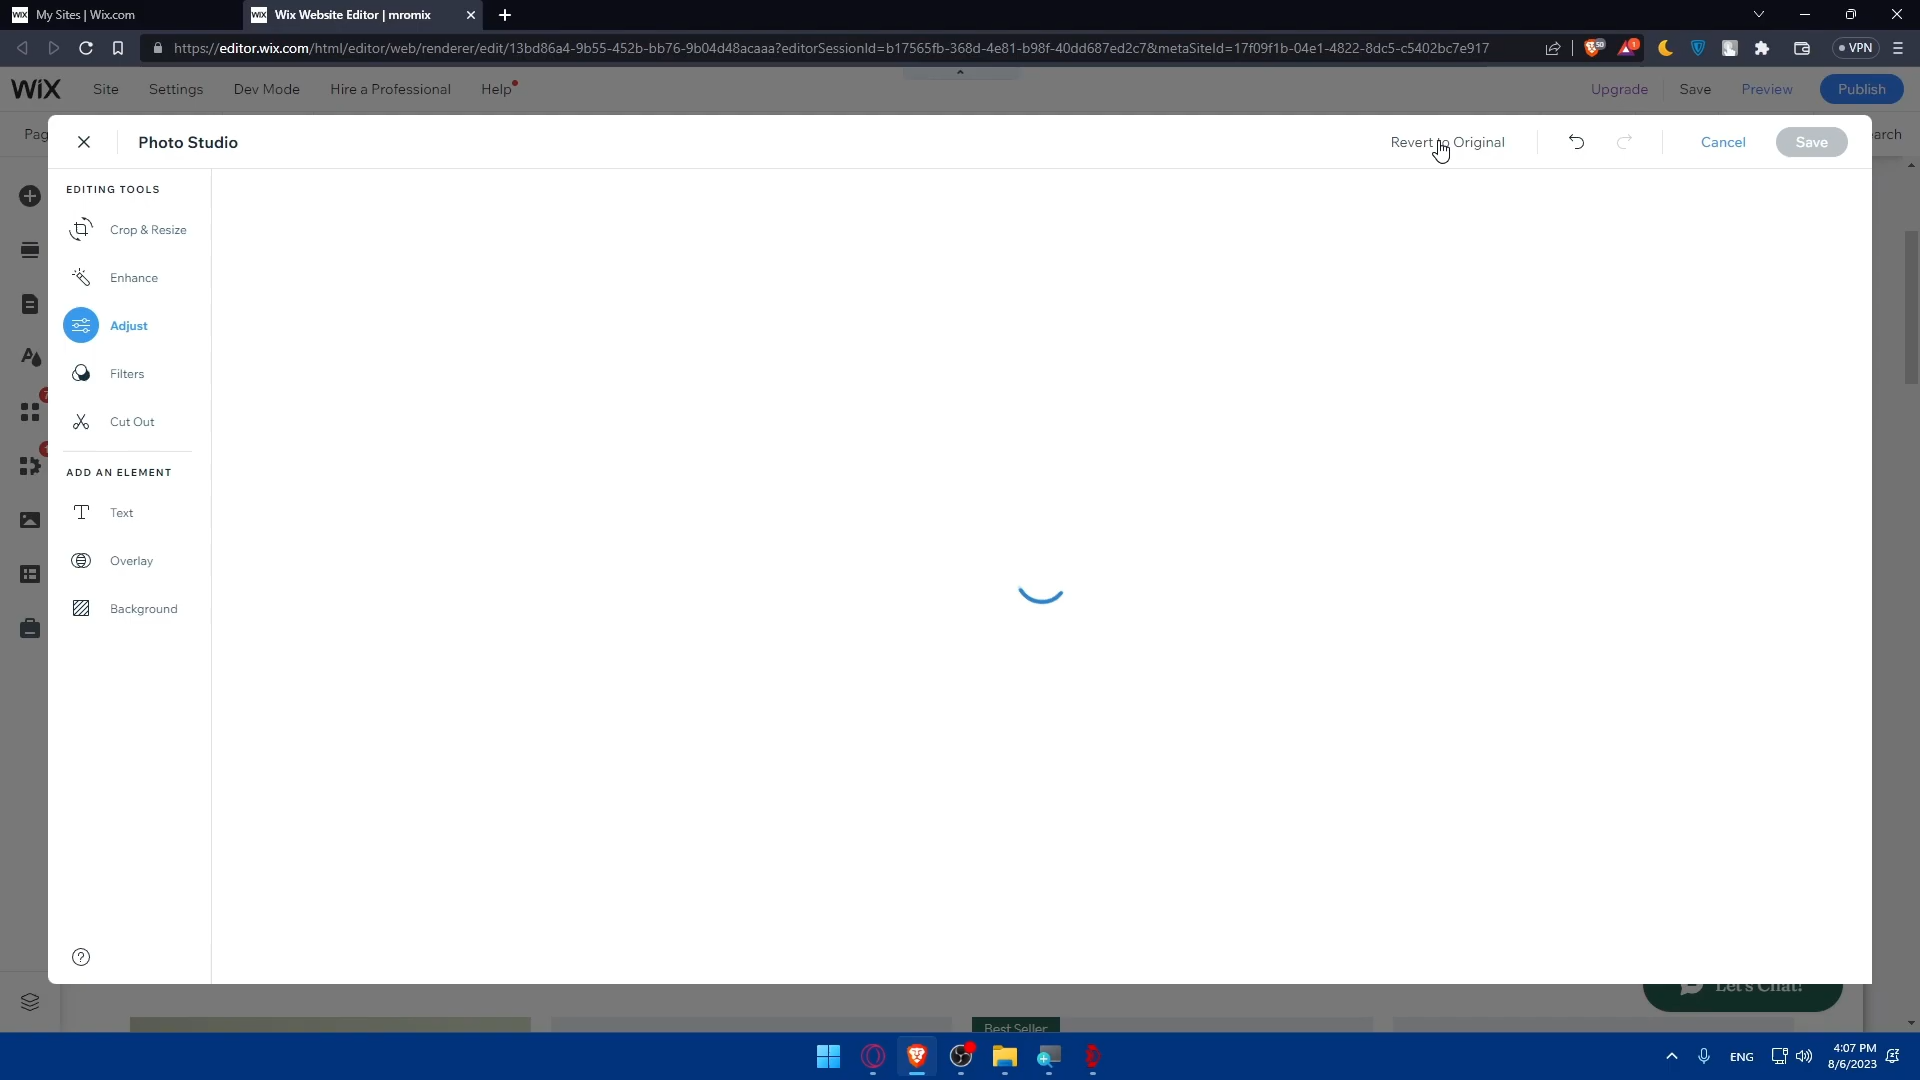 WIX My Sites | Wix.com
WIX Wix Website Editor | mromix
https://editor.wix.com/html/editor/web/renderer/edit/13bd86a4-9b55-452b-bb76-9b04d48acaaa?editorSessionId=b17565fb-368d-4e81-b98f-40dd687ed2c7&metaSiteId=17f09f1b-04e1-4822-8dc5-c5402bc7e917
VPN
WiX Site Settings Dev Mode Hire a Professional Help Upgrade Save Preview Publish
Pag
Photo Studio Revert to Original Cancel Save
earch
EDITING TOOLS
Crop & Resize
Enhance
Adjust
Filters
Cut Out
ADD AN ELEMENT
Text
Overlay
Background
Let's Chat!
Best Seller
ENG
4:07 PM
8/6/2023